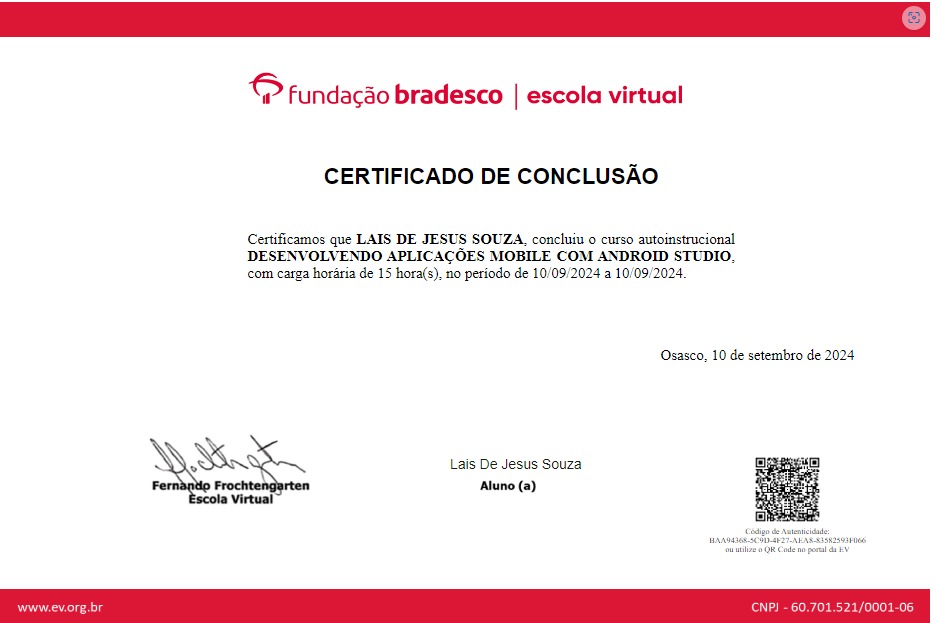 fundação bradesco | escola virtual
CERTIFICADO DE CONCLUSÃO
Certificamos que LAIS DE JESUS SOUZA, concluiu o curso autoinstrucional
DESENVOLVENDO APLICAÇÕES MOBILE COM ANDROID STUDIO,
com carga horária de 15 hora(s), no período de 10/09/2024 a 10/09/2024.
Osasco, 10 de setembro de 2024
Fernando Frochtengarten
Escola Virtual
Lais De Jesus Souza
Aluno (a)
Código de Autenticidade:
BAA94368-5C9D-4F27-AEA8-83582593F066
ou utilize o QR Code no portal da EV
www.ev.org.br
CNPJ - 60.701.521/0001-06